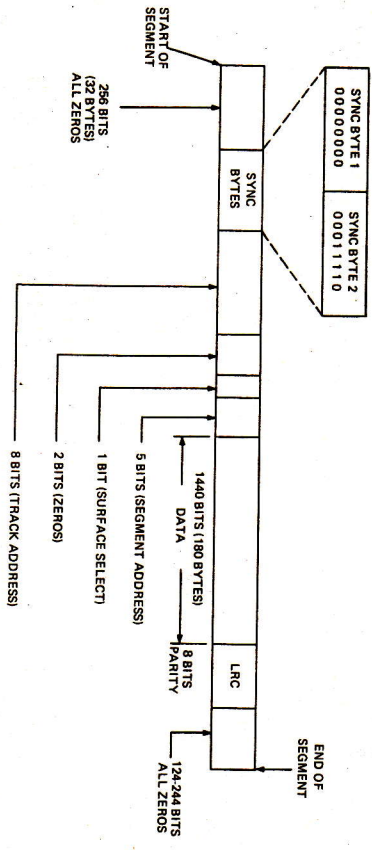 SYNC BYTE 1
00000000
SYNC BYTE 2
00011110
START OF
SEGMENT
256 BITS
(32 BYTES)
ALL ZEROS
SYNC
BYTES
8 BITS (TRACK ADDRESS)
2 BITS (ZEROS)
1 BIT (SURFACE SELECT)
5 BITS (SEGMENT ADDRESS)
1440 BITS (180 BYTES)
DATA
8 BITS
PARITY
LRC
124-244 BITS
ALL ZEROS
END OF
SEGMENT